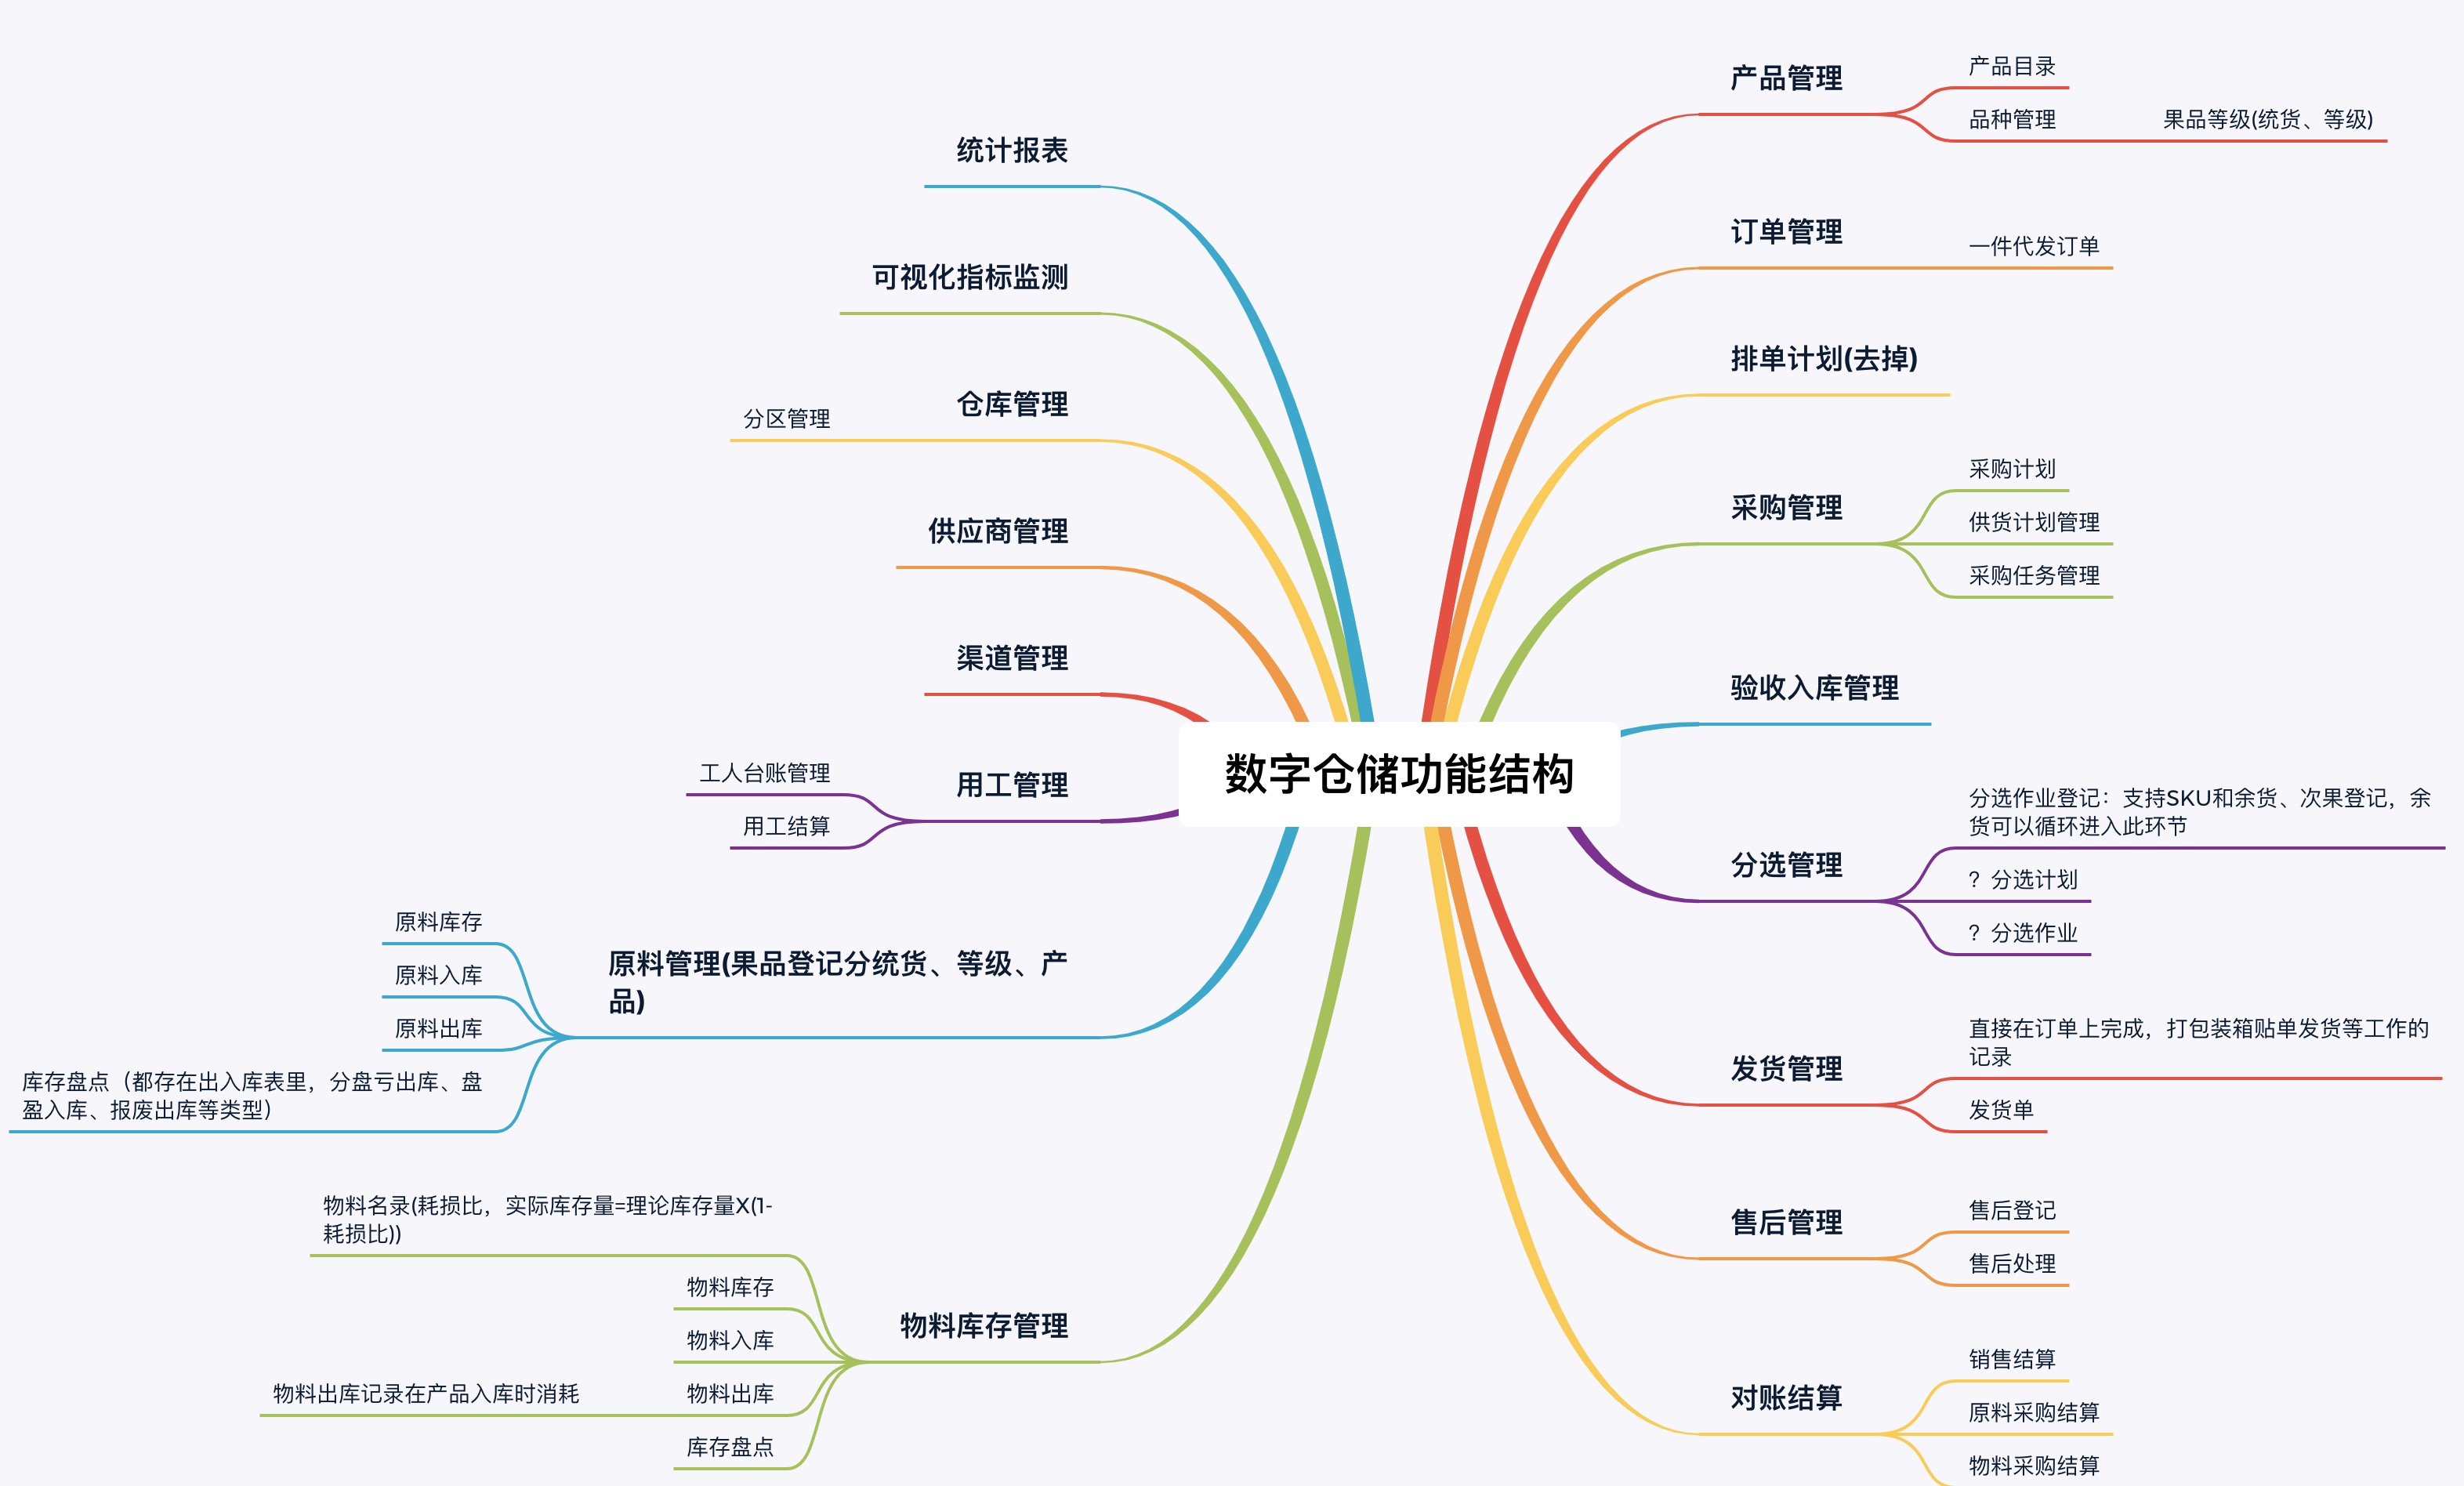 数字仓储功能结构
产品管理
产品目录
品种管理
果品等级(统货、等级)
订单管理
一件代发订单
排单计划(去掉)
采购管理
采购计划
供货计划管理
采购任务管理
验收入库管理
分选管理
分选作业登记：支持SKU和余货、次果登记，余
货可以循环进入此环节
？分选计划
？分选作业
发货管理
直接在订单上完成，打包装箱贴单发货等工作的
记录
发货单
售后管理
售后登记
售后处理
对账结算
销售结算
原料采购结算
物料采购结算
统计报表
可视化指标监测
仓库管理
分区管理
供应商管理
渠道管理
用工管理
工人台账管理
用工结算
原料管理(果品登记分统货、等级、产
品)
原料库存
原料入库
原料出库
库存盘点（都存在出入库表里，分盘亏出库、盘
盈入库、报废出库等类型）
物料库存管理
物料名录(耗损比，实际库存量=理论库存量X(1-
耗损比))
物料库存
物料入库
物料出库
物料出库记录在产品入库时消耗
库存盘点